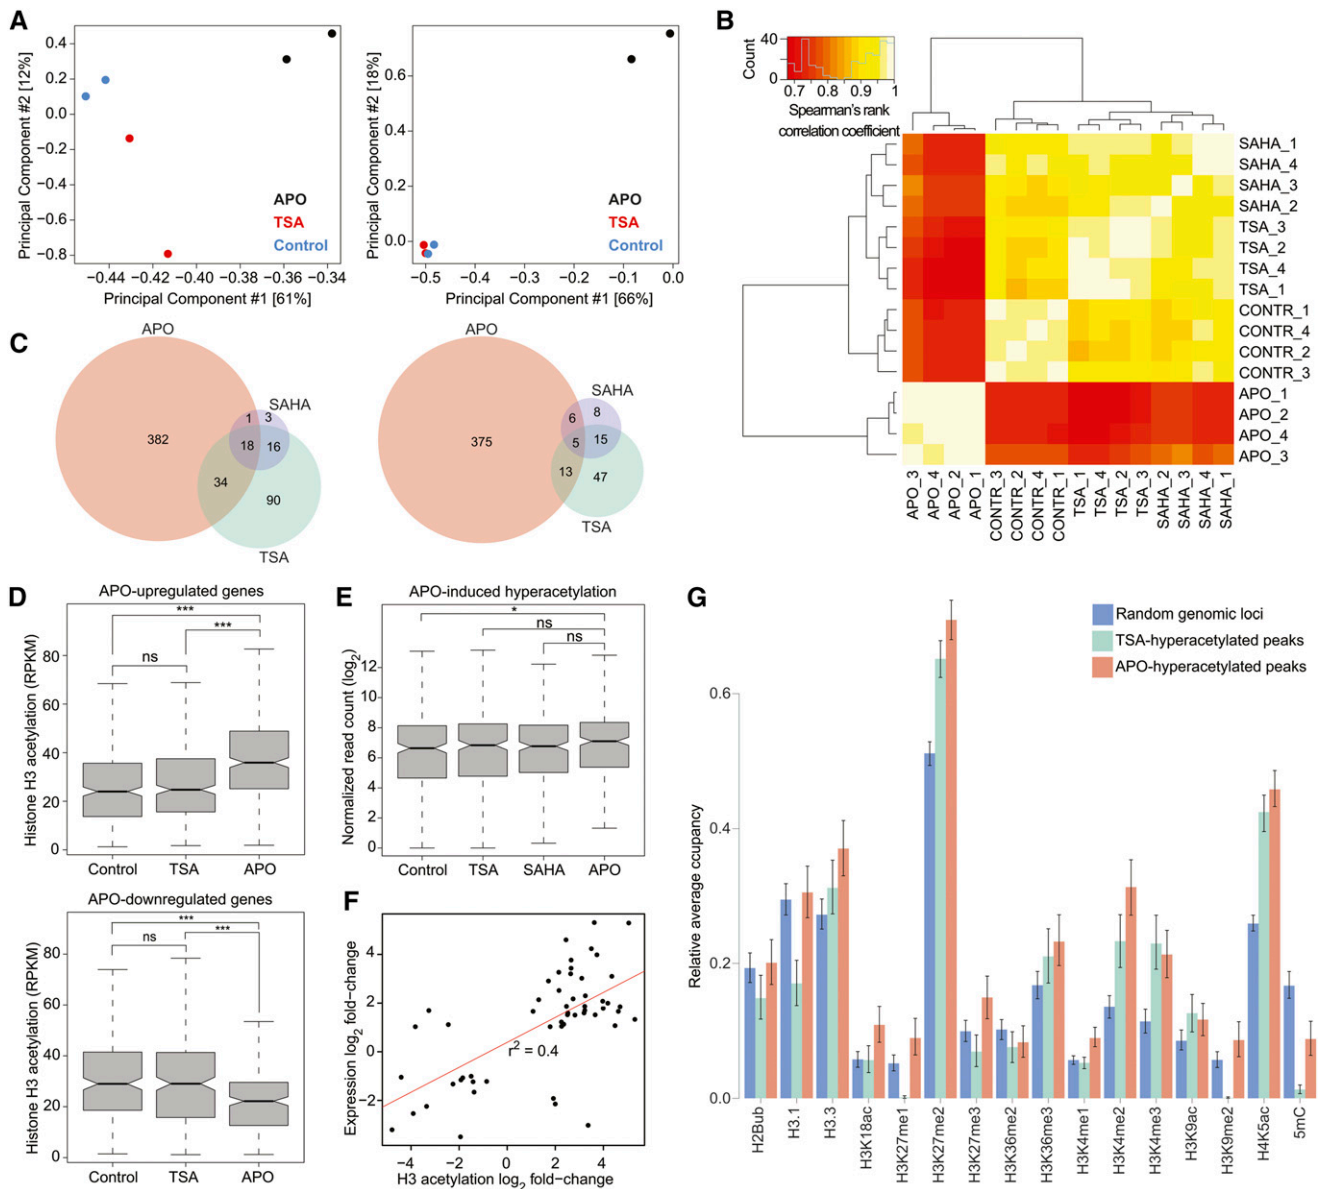 A
0.4
0.2
0.0
−0.2
−0.4
−0.6
−0.8
Principal Component #2 [12%]
APO
TSA
Control
−0.44 −0.42 −0.40 −0.38 −0.36 −0.34
Principal Component #1 [61%]
0.6
0.4
0.2
0.0
Principal Component #2 [18%]
APO
TSA
Control
−0.5 −0.4 −0.3 −0.2 −0.1 0.0
Principal Component #1 [66%]
B
40
0
Count
0.7 0.8 0.9 1
Spearman's rank
correlation coefficient
SAHA_1
SAHA_4
SAHA_3
SAHA_2
TSA_3
TSA_2
TSA_4
TSA_1
CONTR_1
CONTR_4
CONTR_2
CONTR_3
APO_1
APO_2
APO_4
APO_3
APO_3
APO_4
APO_2
APO_1
CONTR_3
CONTR_2
CONTR_4
CONTR_1
TSA_1
TSA_4
TSA_2
TSA_3
SAHA_2
SAHA_3
SAHA_4
SAHA_1
C
APO
SAHA
1 3
382 18 16
34
90
TSA
APO
SAHA
6 8
375 5 15
13 47
TSA
D
APO-upregulated genes
***
***
ns
80
60
40
20
0
Histone H3 acetylation (RPKM)
Control TSA APO
APO-downregulated genes
***
ns ***
80
60
40
20
0
Histone H3 acetylation (RPKM)
Control TSA APO
E
APO-induced hyperacetylation
*
ns
ns
12
10
8
6
4
2
0
Normalized read count (log2)
Control TSA SAHA APO
F
4
2
0
−2
Expression log2 fold−change
r2 = 0.4
−4 −2 0 2 4
H3 acetylation log2 fold−change
G
Random genomic loci
TSA-hyperacetylated peaks
APO-hyperacetylated peaks
0.6
0.4
0.2
0.0
Relative average ccupancy
H2Bub
H3.1
H3.3
H3K18ac
H3K27me1
H3K27me2
H3K27me3
H3K36me2
H3K36me3
H3K4me1
H3K4me2
H3K4me3
H3K9ac
H3K9me2
H4K5ac
5mC